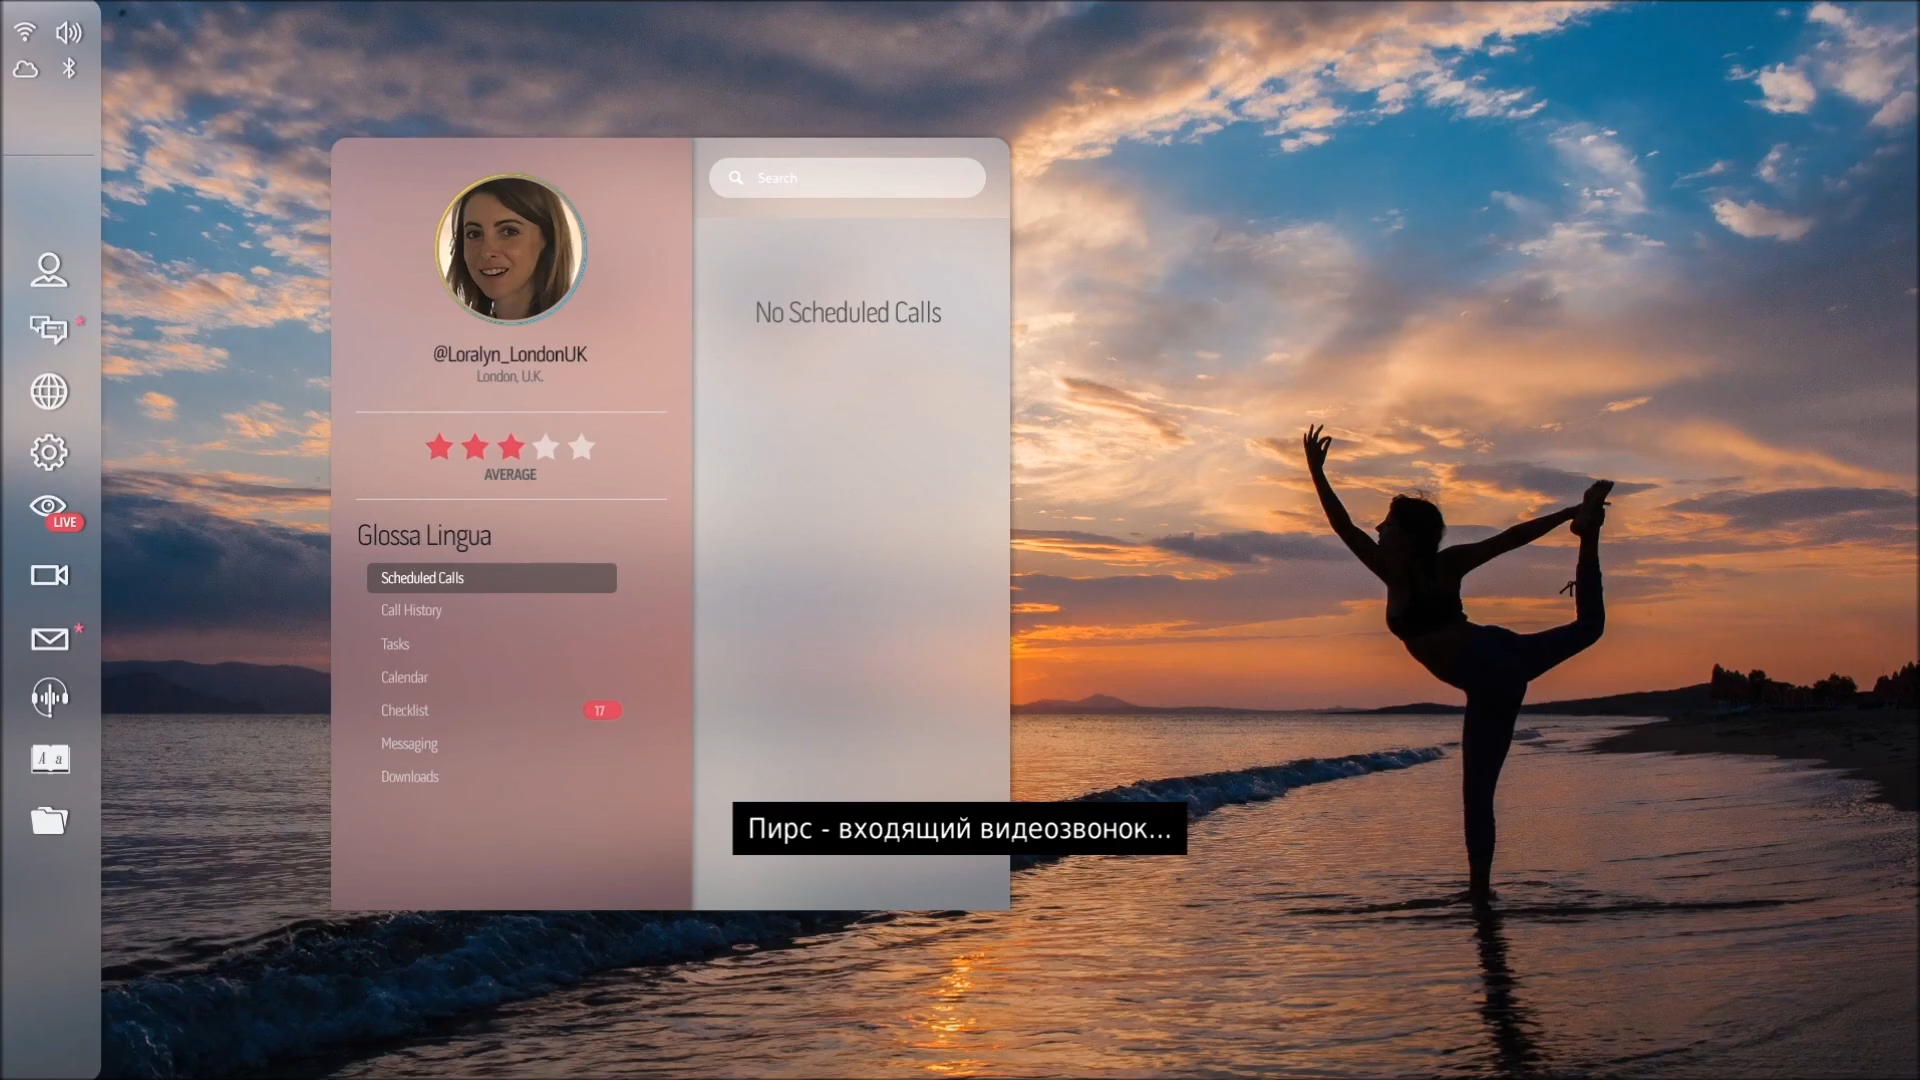 Search
No Scheduled Calls
@Loralyn_LondonUK
London, U.K.
AVERAGE
Glossa Lingua
Scheduled Calls
Call History
Tasks
Calendar
Checklist 17
Messaging
Downloads
LIVE
A a
Пирс - входящий видеозвонок...